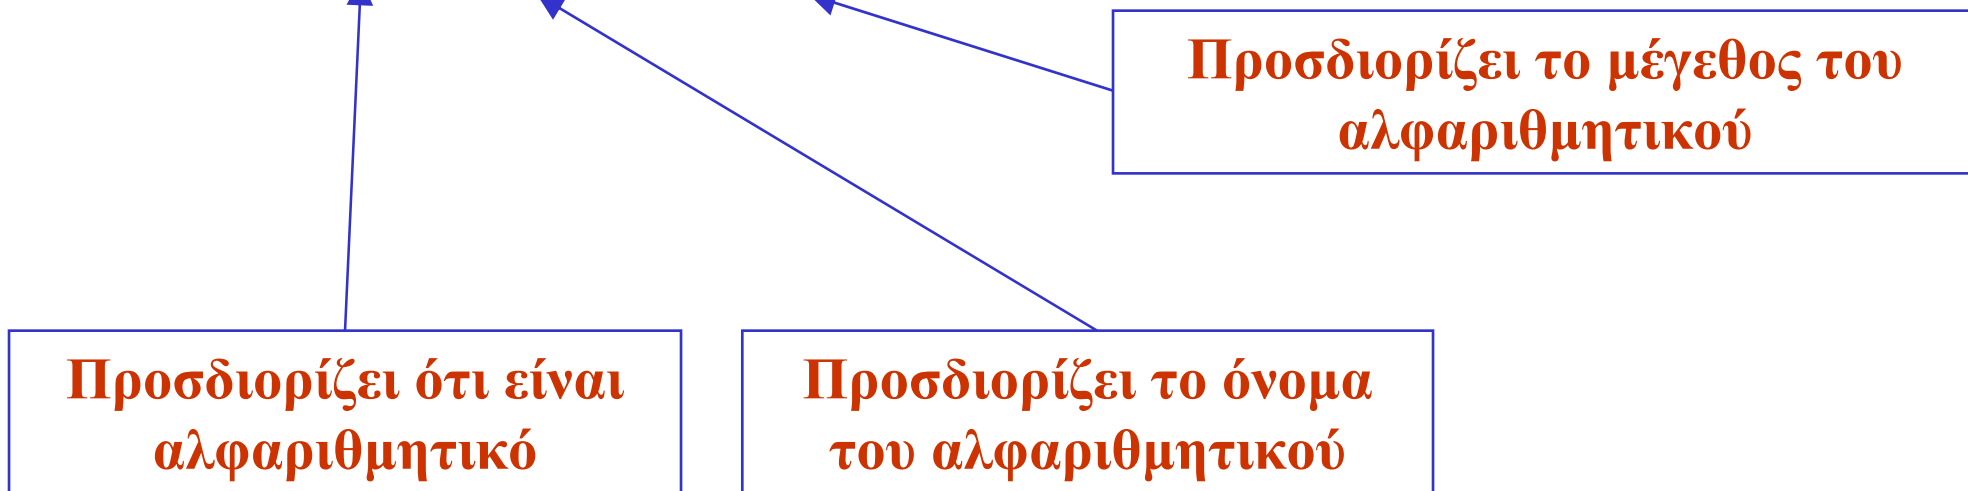 Προσδιορίζει το μέγεθος του
αλφαριθμητικού
Προσδιορίζει ότι είναι
αλφαριθμητικό
Προσδιορίζει το όνομα
του αλφαριθμητικού